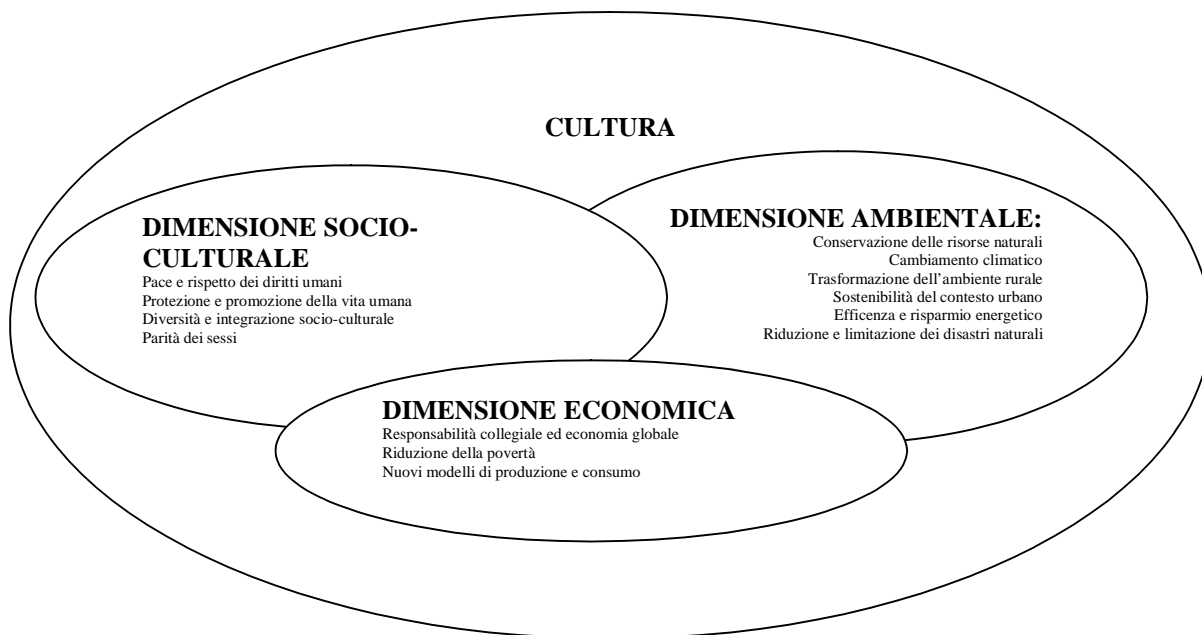 CULTURA
DIMENSIONE SOCIO-
CULTURALE
Pace e rispetto dei diritti umani
Protezione e promozione della vita umana
Diversità e integrazione socio-culturale
Parità dei sessi
DIMENSIONE AMBIENTALE:
Conservazione delle risorse naturali
Cambiamento climatico
Trasformazione dell’ambiente rurale
Sostenibilità del contesto urbano
Efficenza e risparmio energetico
Riduzione e limitazione dei disastri naturali
DIMENSIONE ECONOMICA
Responsabilità collegiale ed economia globale
Riduzione della povertà
Nuovi modelli di produzione e consumo